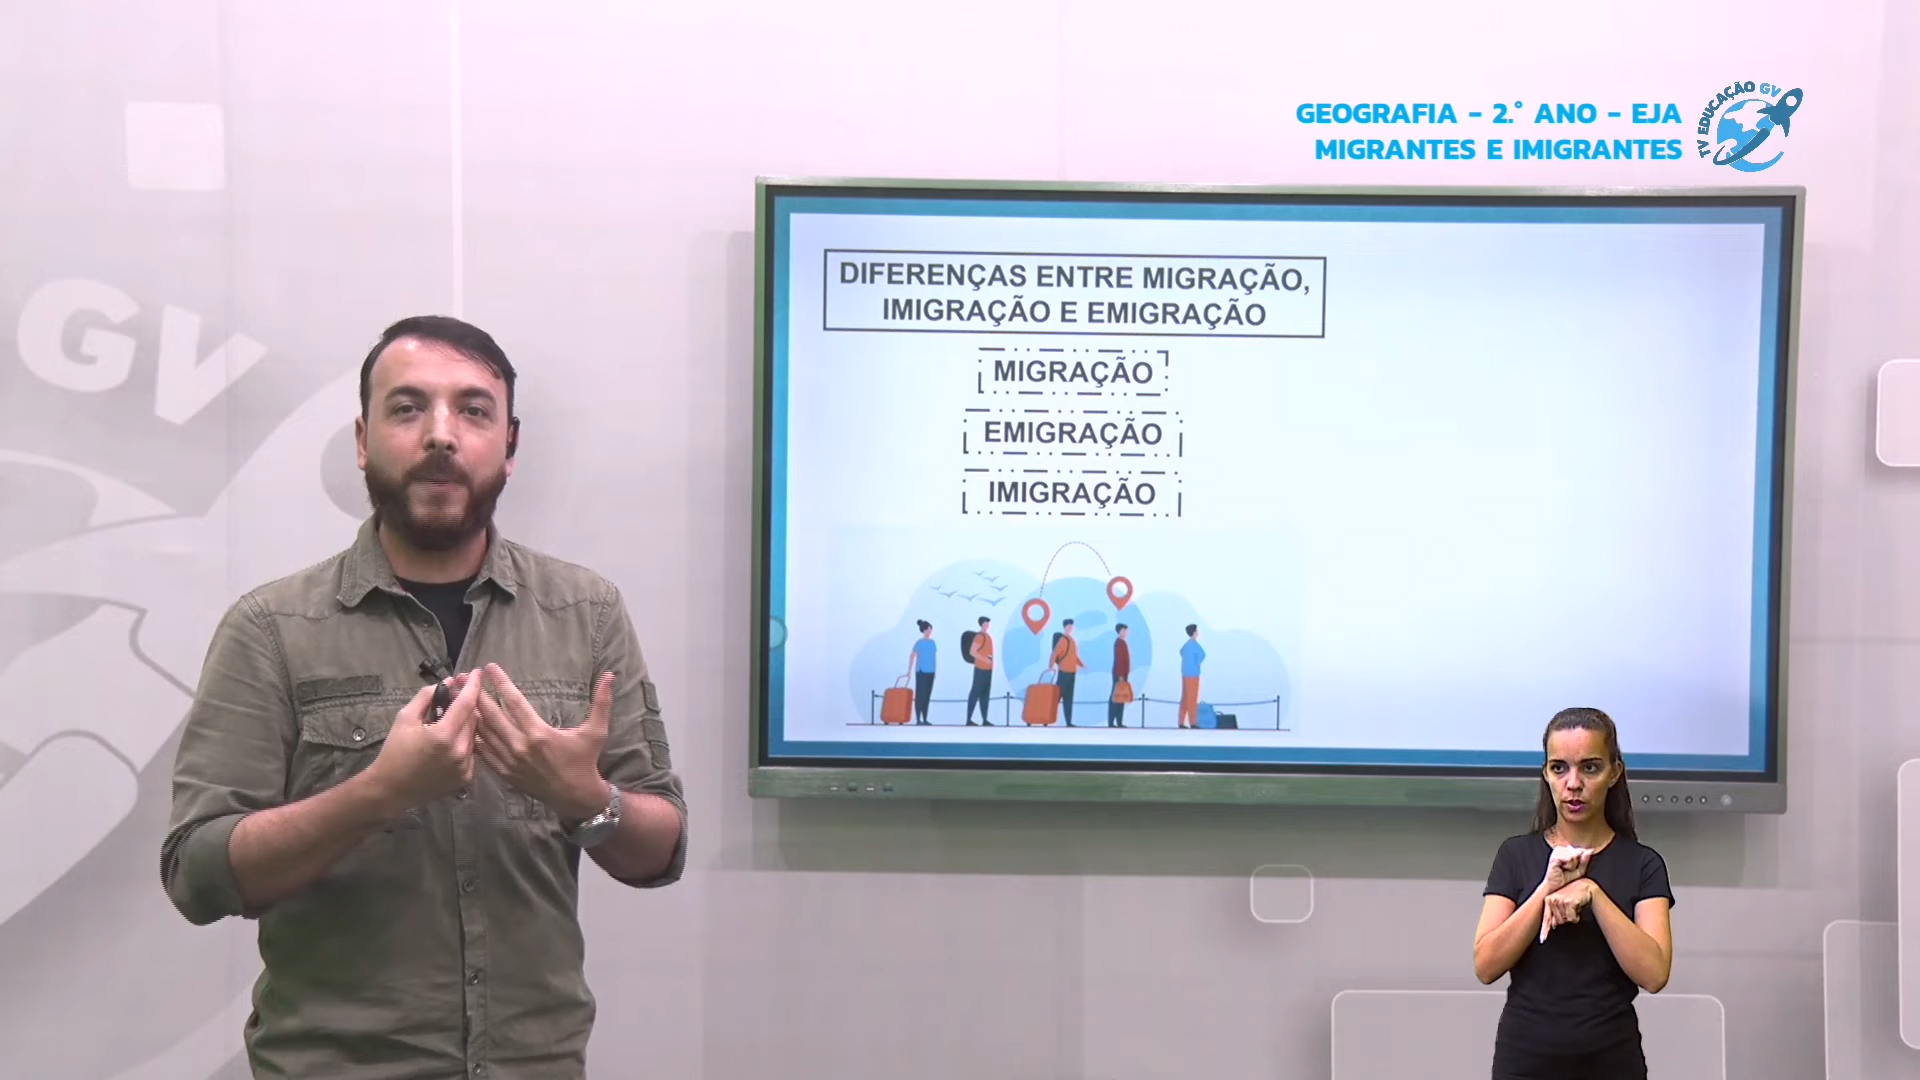 GEOGRAFIA - 2.° ANO - EJA
MIGRANTES E IMIGRANTES
TV EDUCAÇÃO GV
DIFERENÇAS ENTRE MIGRAÇÃO,
IMIGRAÇÃO E EMIGRAÇÃO
MIGRAÇÃO
EMIGRAÇÃO
IMIGRAÇÃO
GV